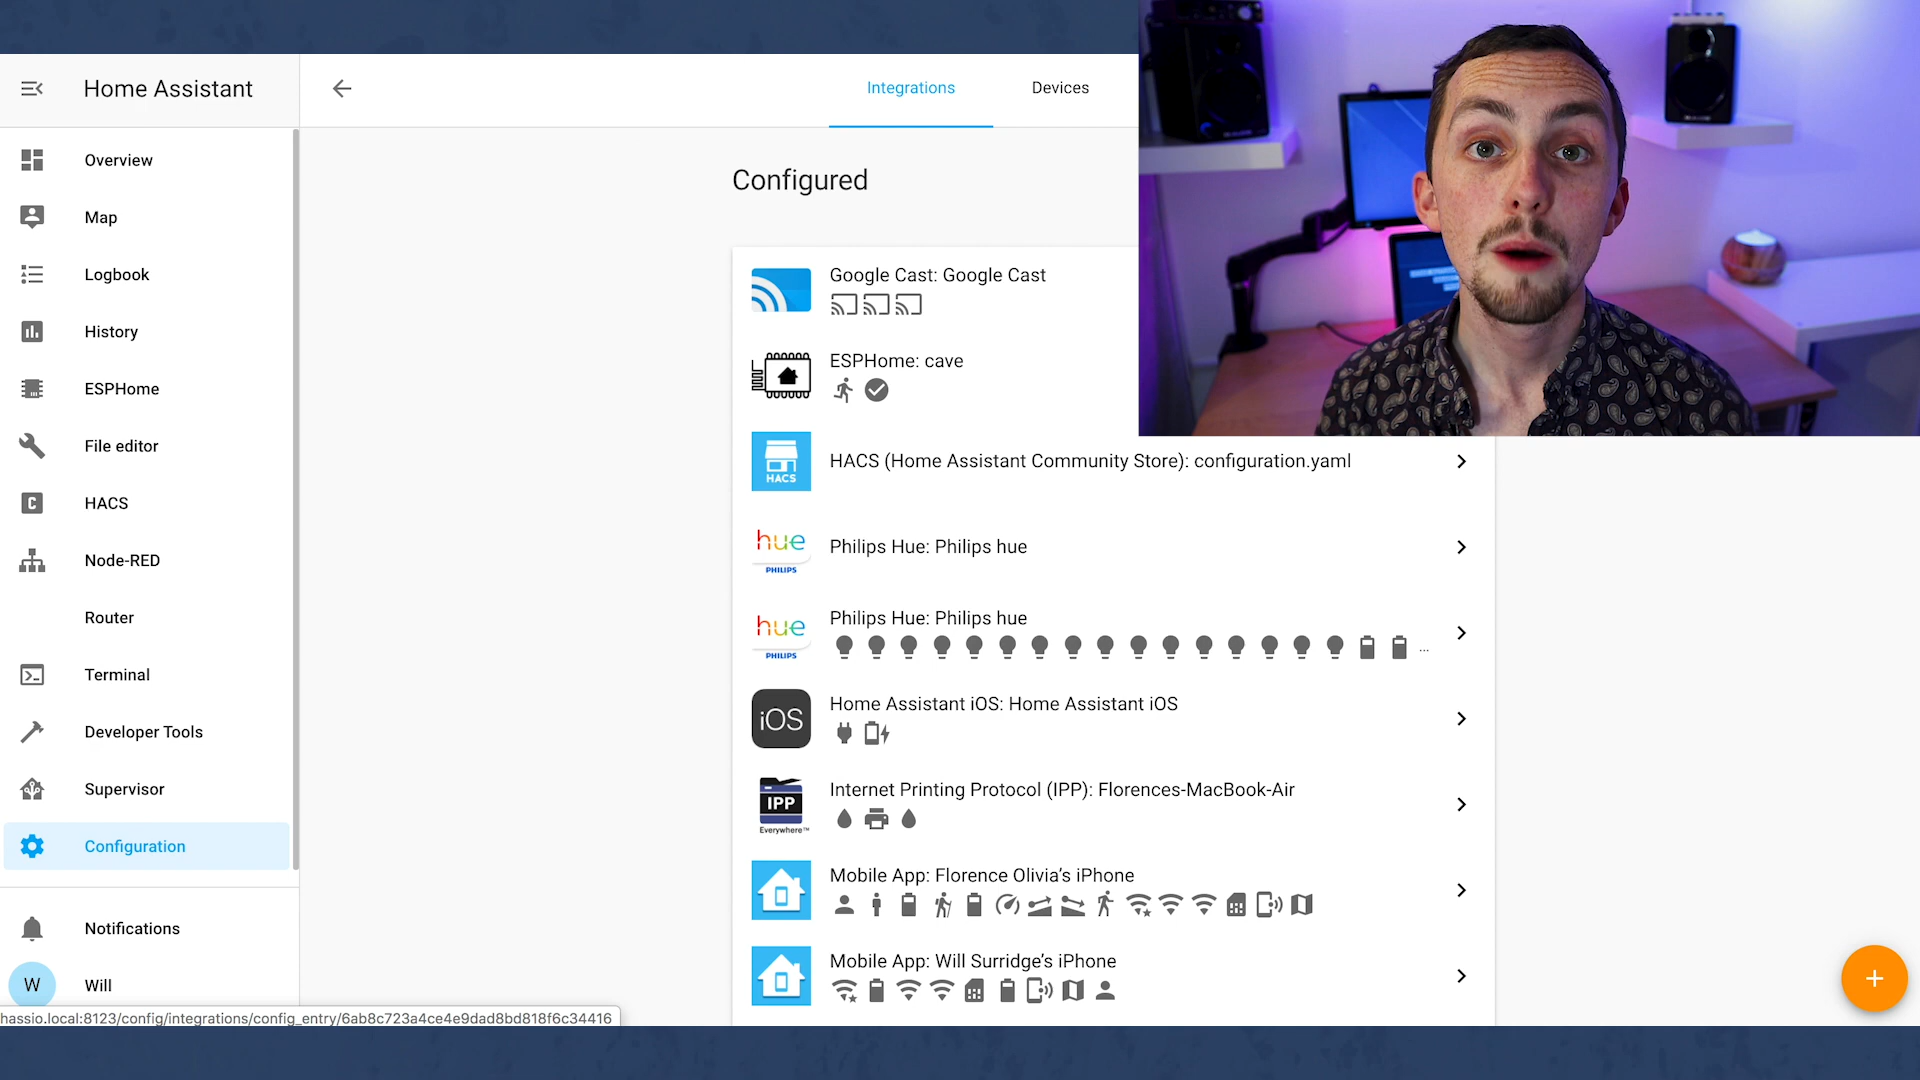 Home Assistant
Integrations
Devices
Overview
Map
Logbook
History
ESPHome
File editor
HACS
Node-RED
Router
Terminal
Developer Tools
Supervisor
Configuration
Notifications
W
Will
hassio.local:8123/config/integrations/config_entry/6ab8c723a4ce4e9dad8bd818f6c34416
Configured
Google Cast: Google Cast
ESPHome: cave
HACS
HACS (Home Assistant Community Store): configuration.yaml
hue
PHILIPS
Philips Hue: Philips hue
hue
PHILIPS
Philips Hue: Philips hue
...
iOS
Home Assistant iOS: Home Assistant iOS
IPP
Everywhere™
Internet Printing Protocol (IPP): Florences-MacBook-Air
Mobile App: Florence Olivia’s iPhone
Mobile App: Will Surridge’s iPhone